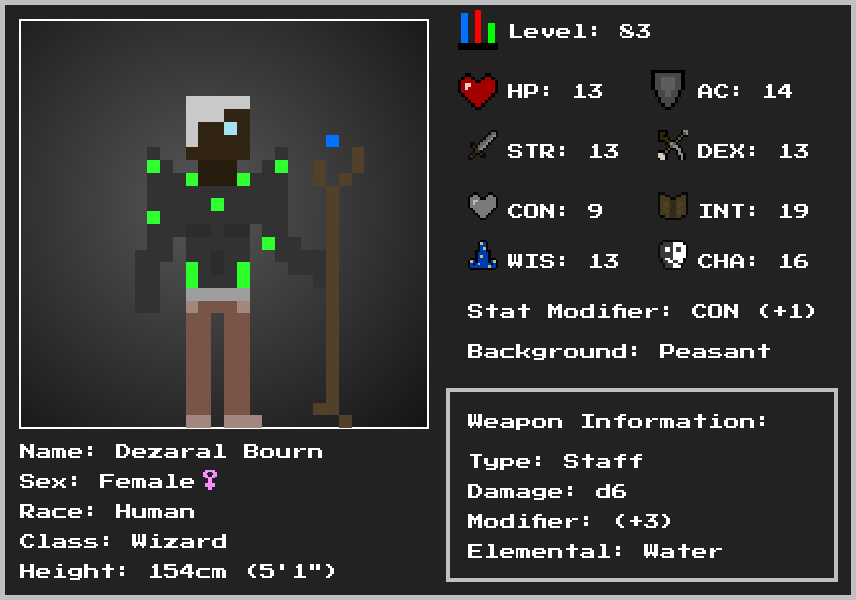 Level: 83
HP: 13 AC: 14
STR: 13 DEX: 13
CON: 9 INT: 19
WIS: 13 CHA: 16
Stat Modifier: CON (+1)
Background: Peasant
Weapon Information:
Type: Staff
Damage: d6
Modifier: (+3)
Elemental: Water
Name: Dezaral Bourn
Sex: Female♀
Race: Human
Class: Wizard
Height: 154cm (5'1")